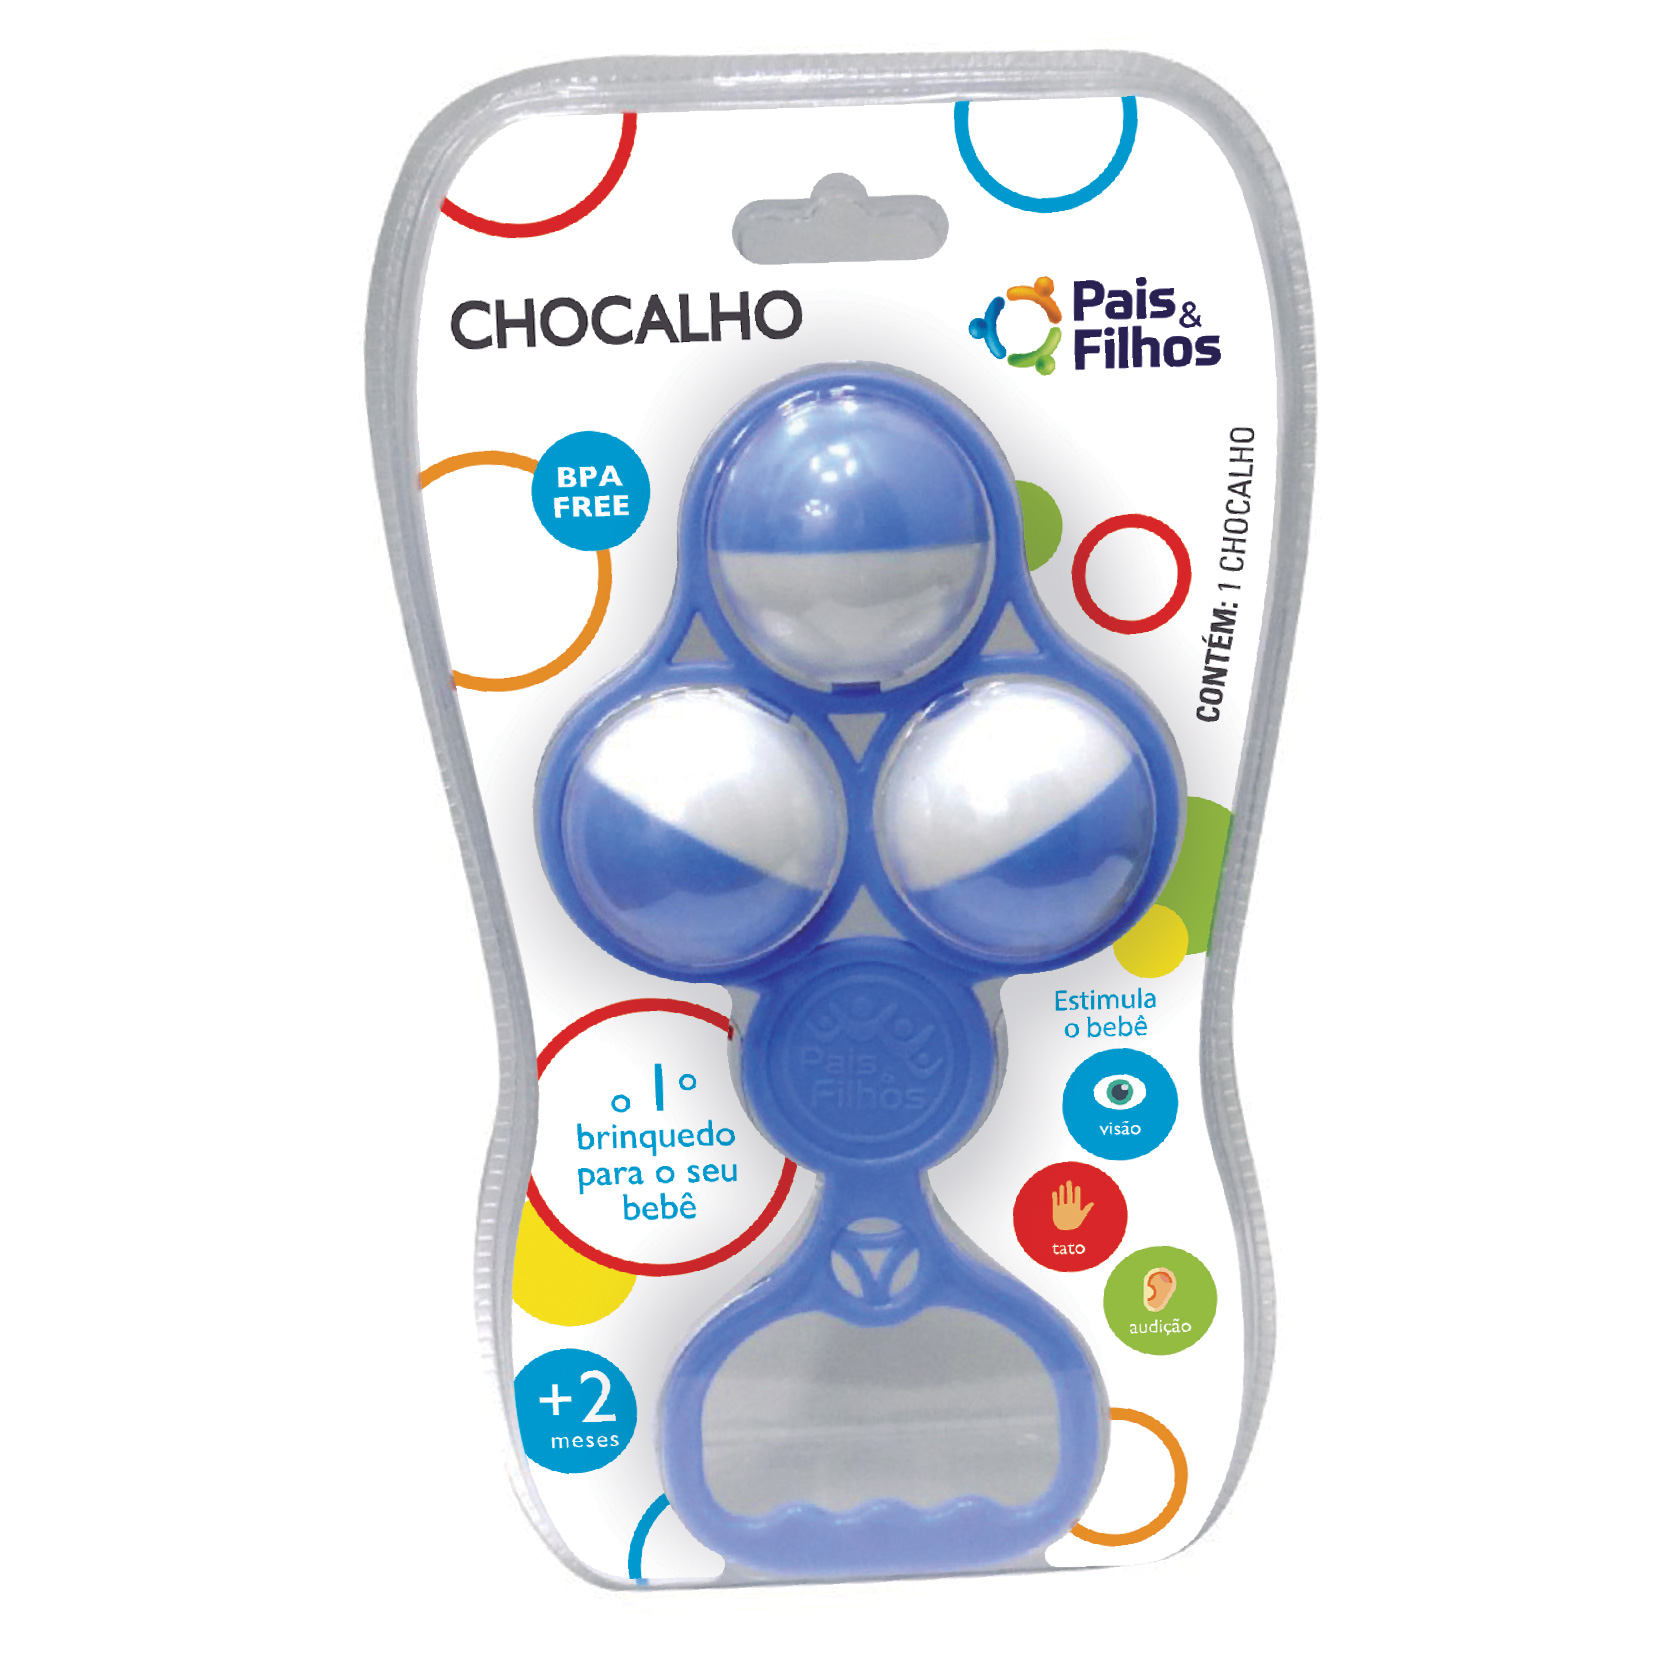 CHOCALHO
Pais &
Filhos
BPA
FREE
CONTÉM: 1 CHOCALHO
Pais &
Filhos
Estimula
o bebê
visão
tato
audição
o 1º
brinquedo
para o seu
bebê
+2
meses